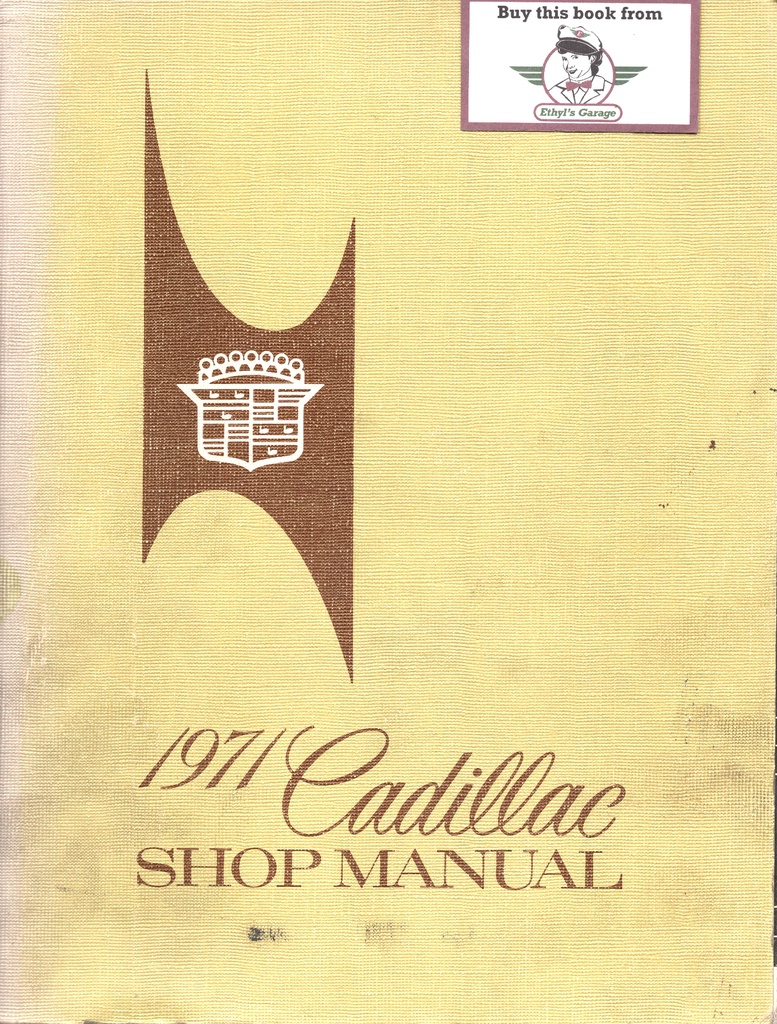 Buy this book from
Ethyl's Garage
1971 Cadillac
SHOP MANUAL